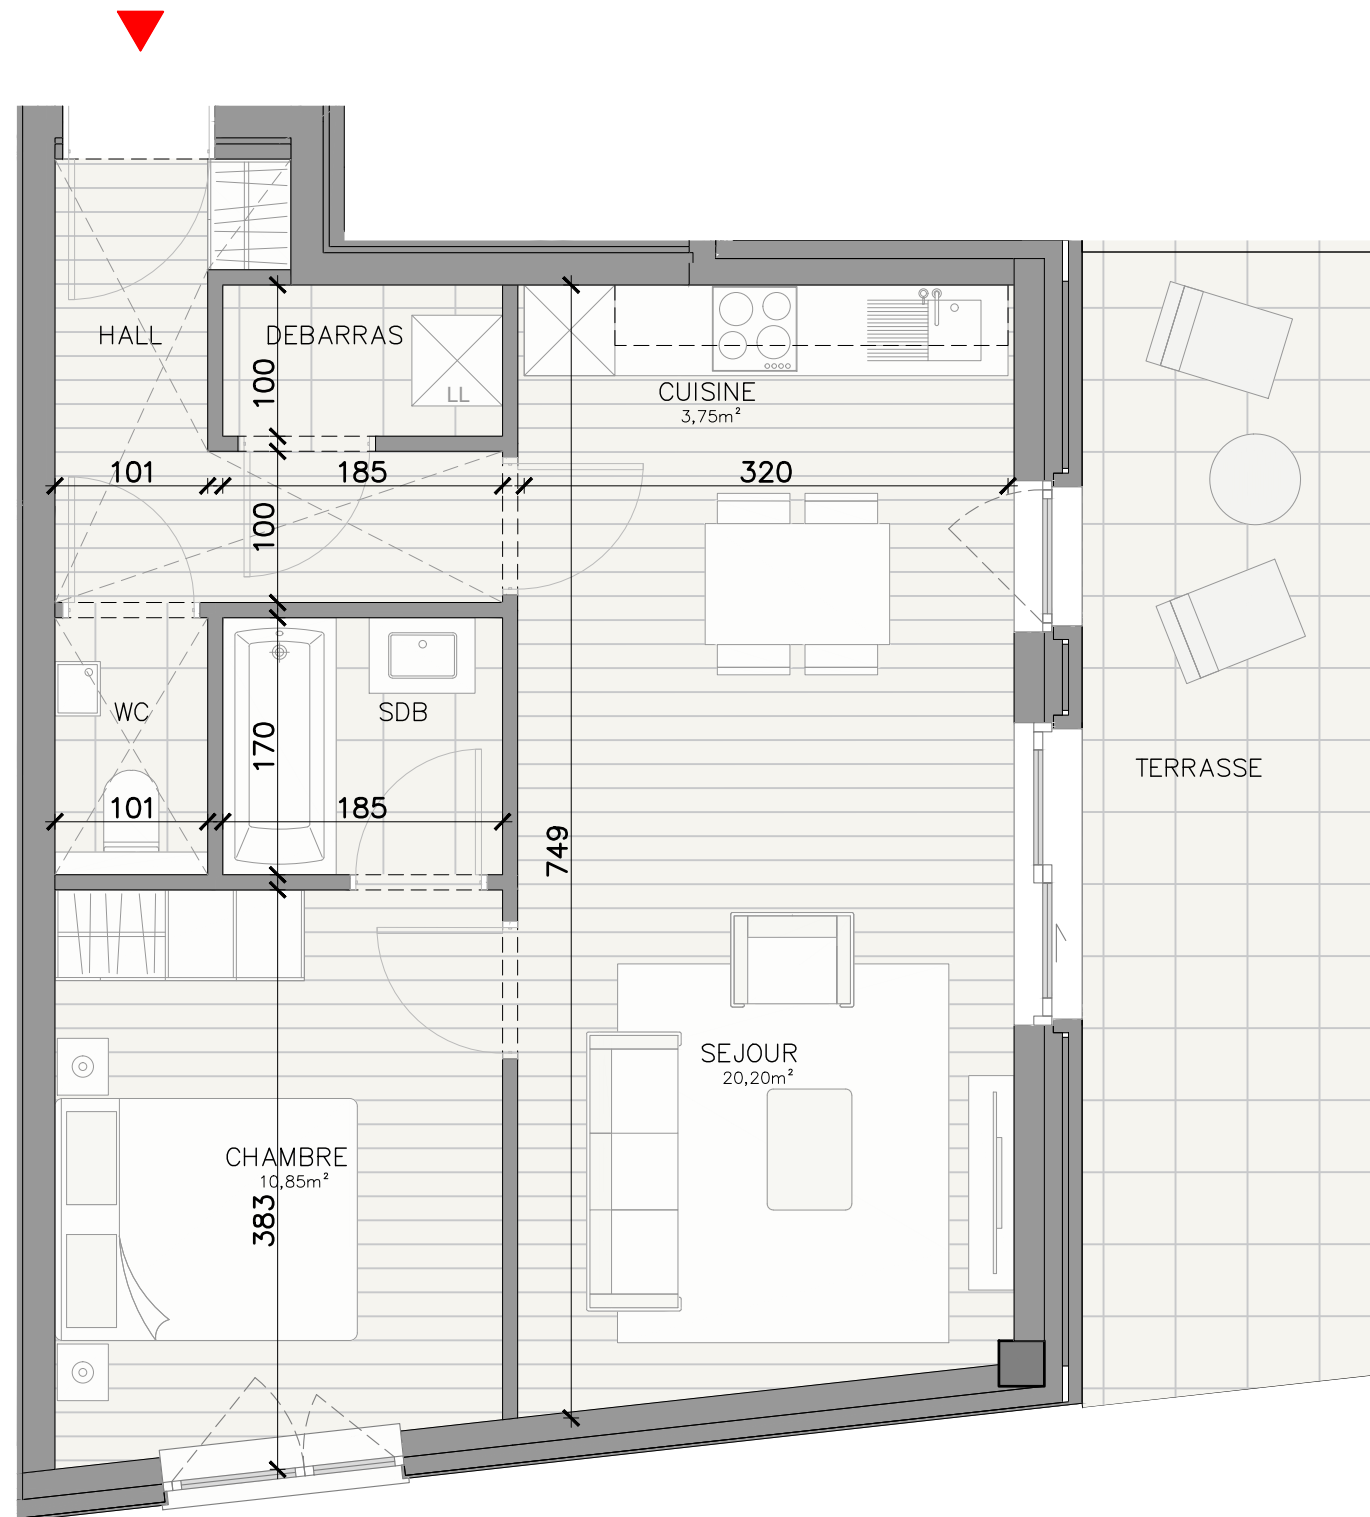 HALL
DEBARRAS
100
LL
CUISINE
3,75m²
101
185
320
100
WC
SDB
170
TERRASSE
101
185
749
SEJOUR
20,20m²
CHAMBRE
10,85m²
383